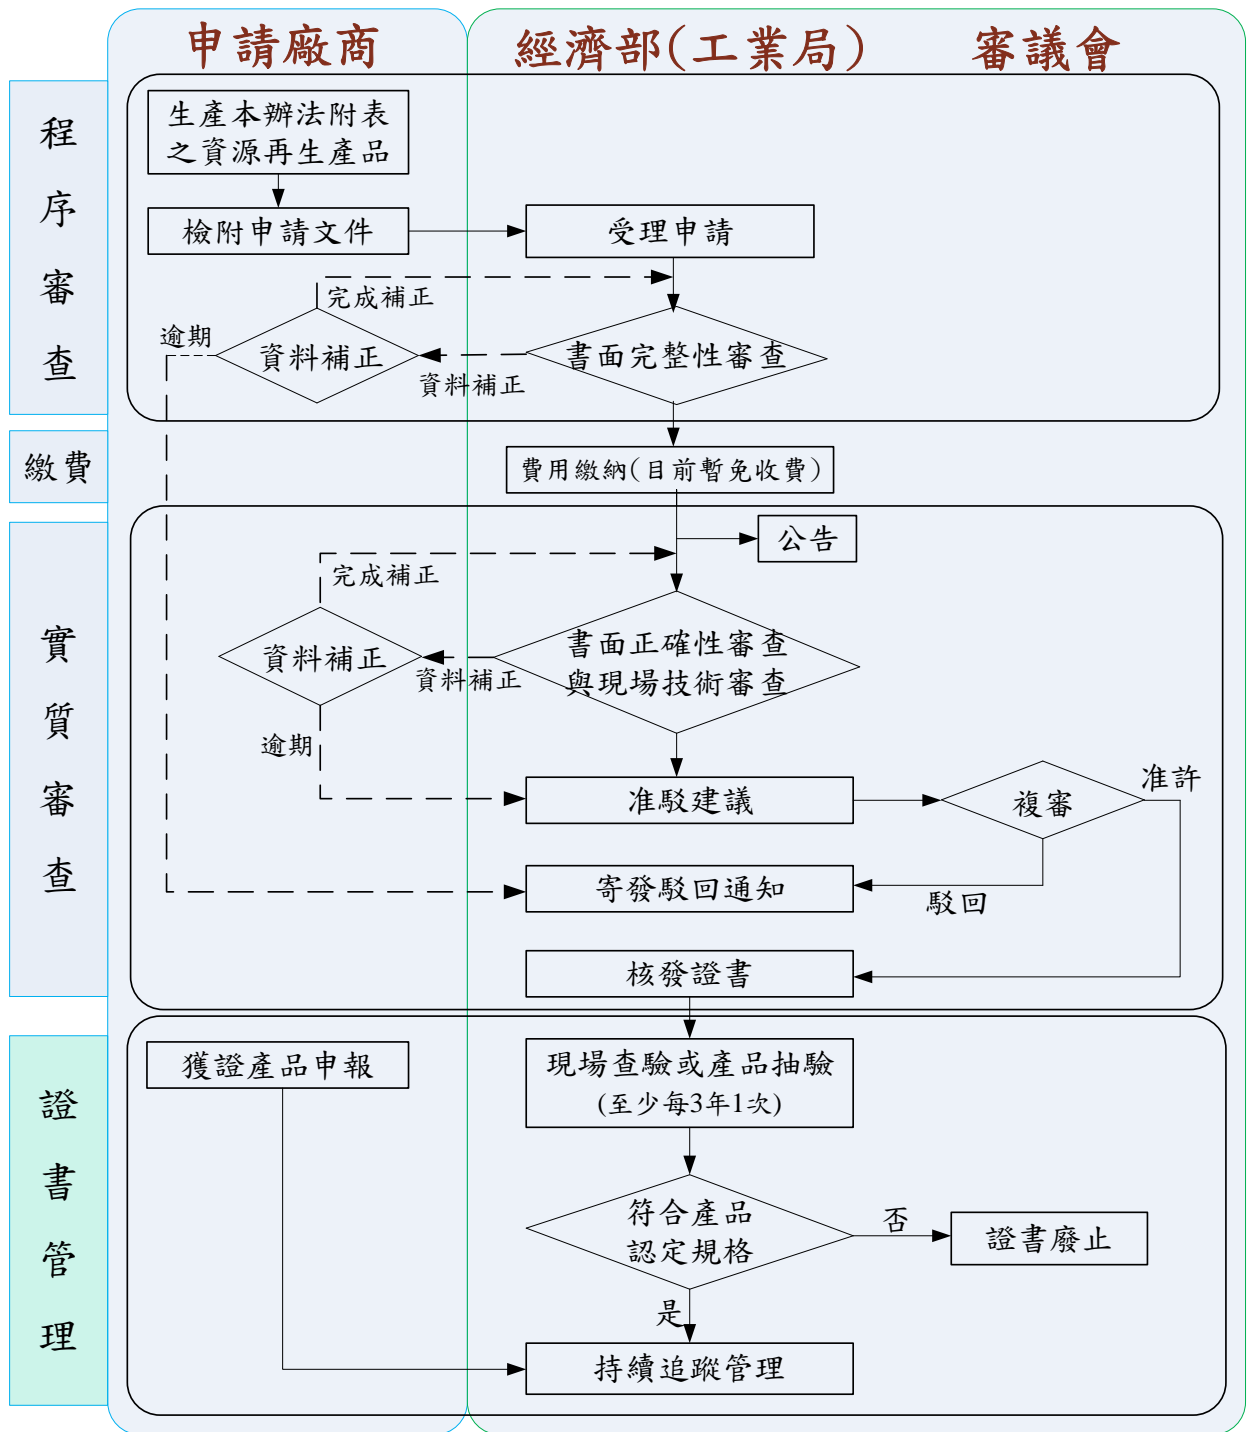 申請廠商
經濟部(工業局)
審議會
程序審查
生產本辦法附表
之資源再生產品
檢附申請文件
受理申請
完成補正
逾期
資料補正
資料補正
書面完整性審查
繳費
費用繳納(目前暫免收費)
實質審查
公告
完成補正
資料補正
資料補正
書面正確性審查
與現場技術審查
逾期
准駁建議
複審
准許
寄發駁回通知
駁回
核發證書
證書管理
獲證產品申報
現場查驗或產品抽驗
(至少每3年1次)
符合產品
認定規格
否
證書廢止
是
持續追蹤管理